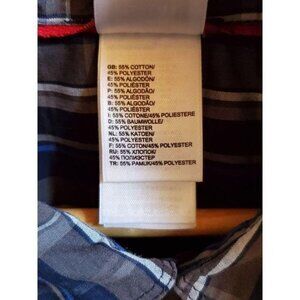 GB: 55% COTTON/
45% POLYESTER
E: 55% ALGODÓN/
45% POLIÉSTER
P: 55% ALGODÃO/
45% POLIÉSTER
B: 55% ALGODÃO/
45% POLIÉSTER
I: 55% COTONE/45% POLIESTERE
D: 55% BAUMWOLLE/
45% POLYESTER
NL: 55% KATOEN/
45% POLYESTER
F: 55% COTON/45% POLYESTER
RU: 55% ХЛОПОК/
45% ПОЛИЭСТЕР
TR: 55% PAMUK/45% POLYESTER